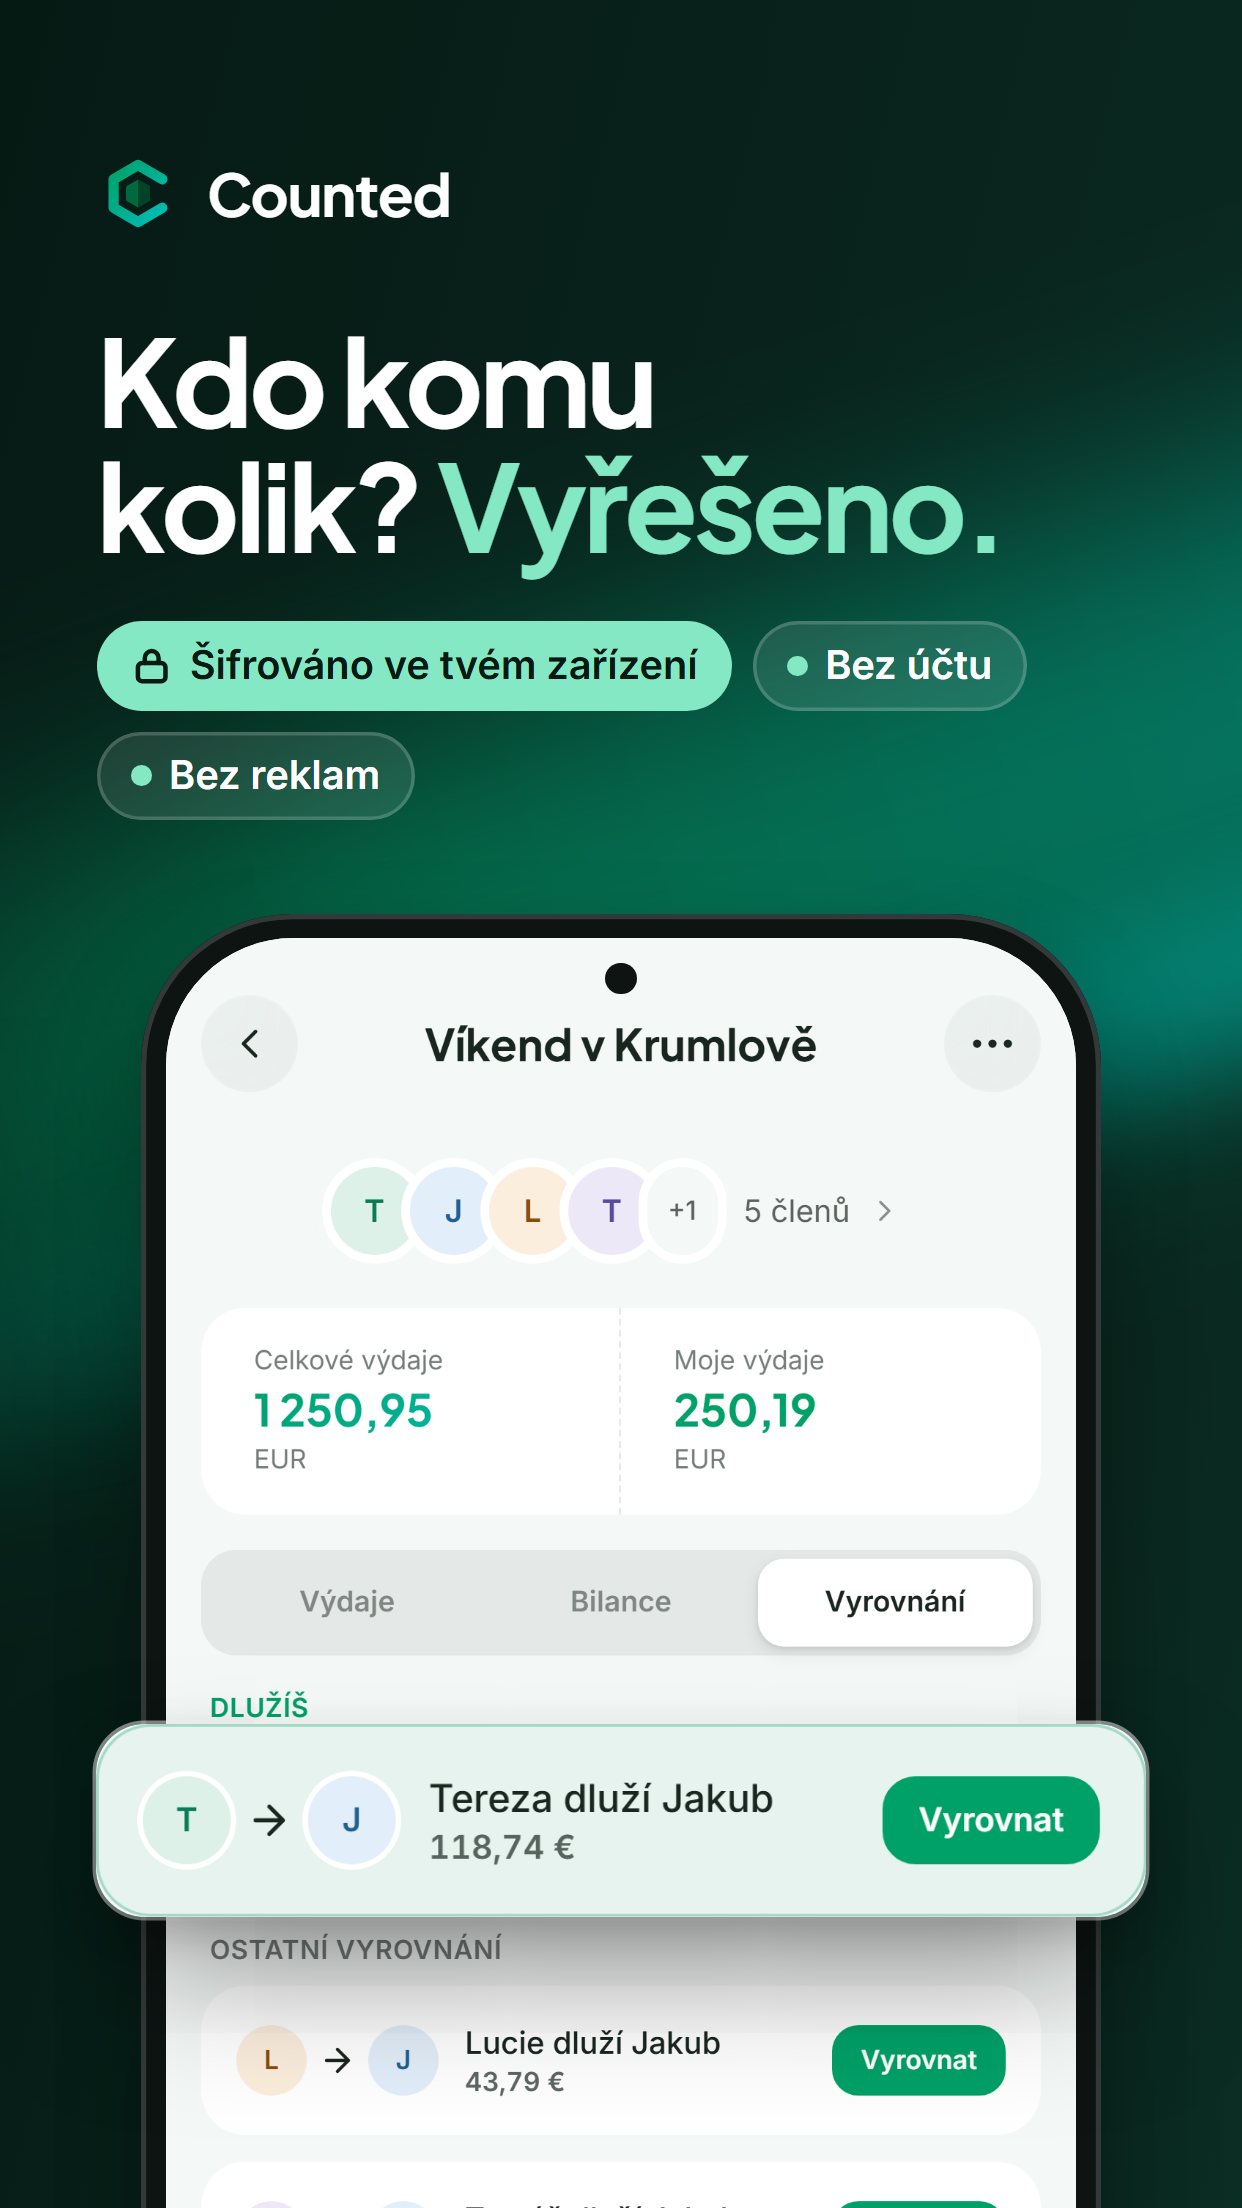 Counted
Kdo komu
kolik? Vyřešeno.
Šifrováno ve tvém zařízení
Bez účtu
Bez reklam
Víkend v Krumlově
T J L T +1 5 členů
Celkové výdaje
1 250,95
EUR
Moje výdaje
250,19
EUR
Výdaje
Bilance
Vyrovnání
DLUŽÍŠ
T J
Tereza dluží Jakub
118,74 €
Vyrovnat
OSTATNÍ VYROVNÁNÍ
L J
Lucie dluží Jakub
43,79 €
Vyrovnat